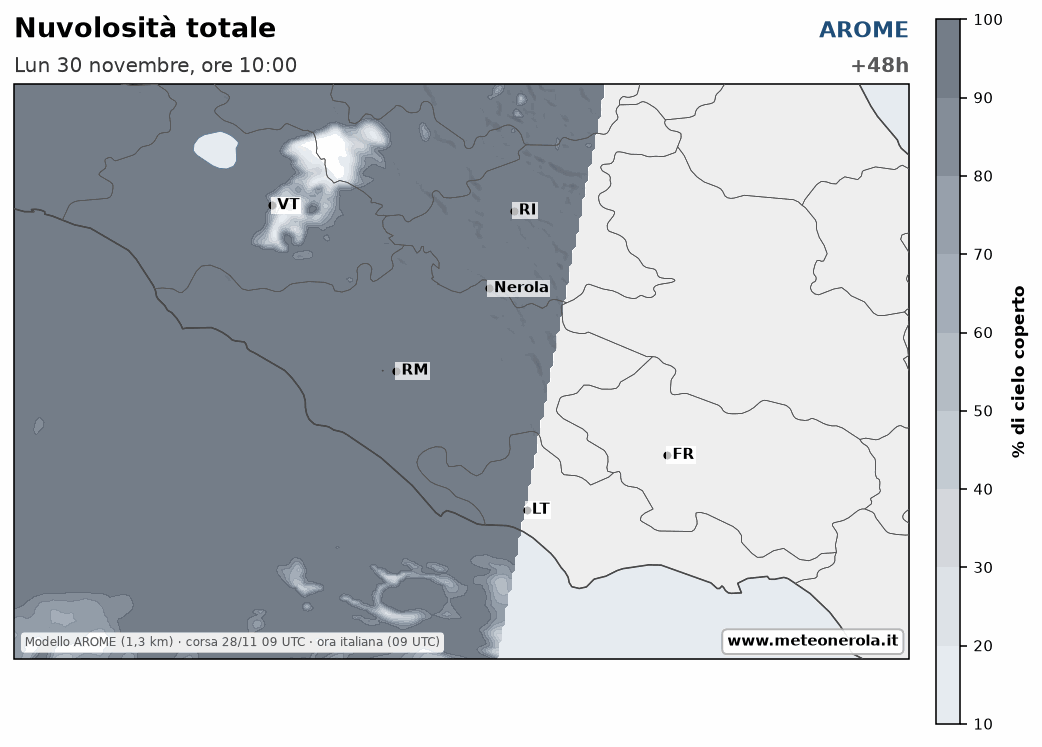 Nuvolosità totale
AROME
Lun 30 novembre, ore 10:00
+48h
100
90
80
70
60
50
40
30
20
10
% di cielo coperto
VT
RI
Nerola
RM
FR
LT
Modello AROME (1,3 km) · corsa 28/11 09 UTC · ora italiana (09 UTC)
www.meteonerola.it